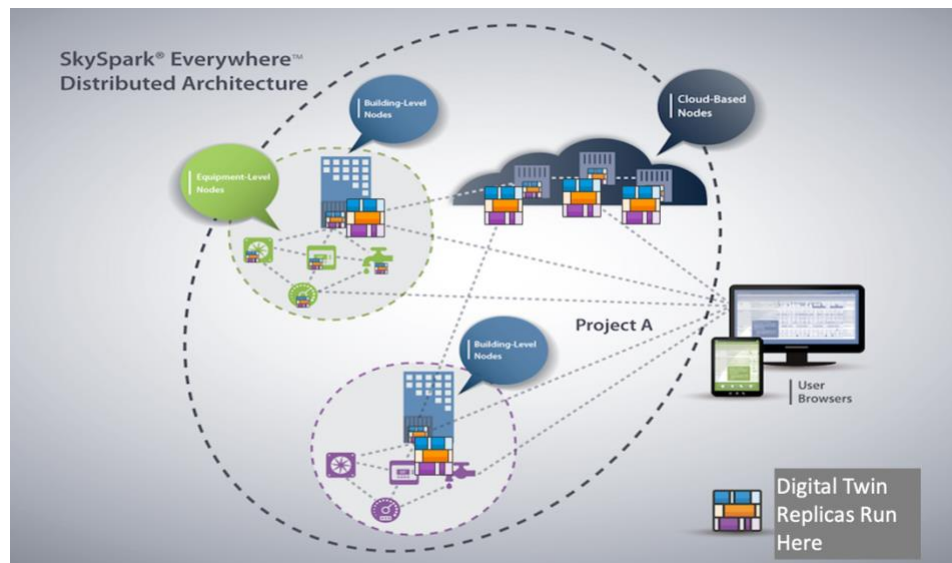 SkySpark® Everywhere™
Distributed Architecture
Building-Level
Nodes
Cloud-Based
Nodes
Equipment-Level
Nodes
Project A
Building-Level
Nodes
User
Browsers
Digital Twin
Replicas Run
Here